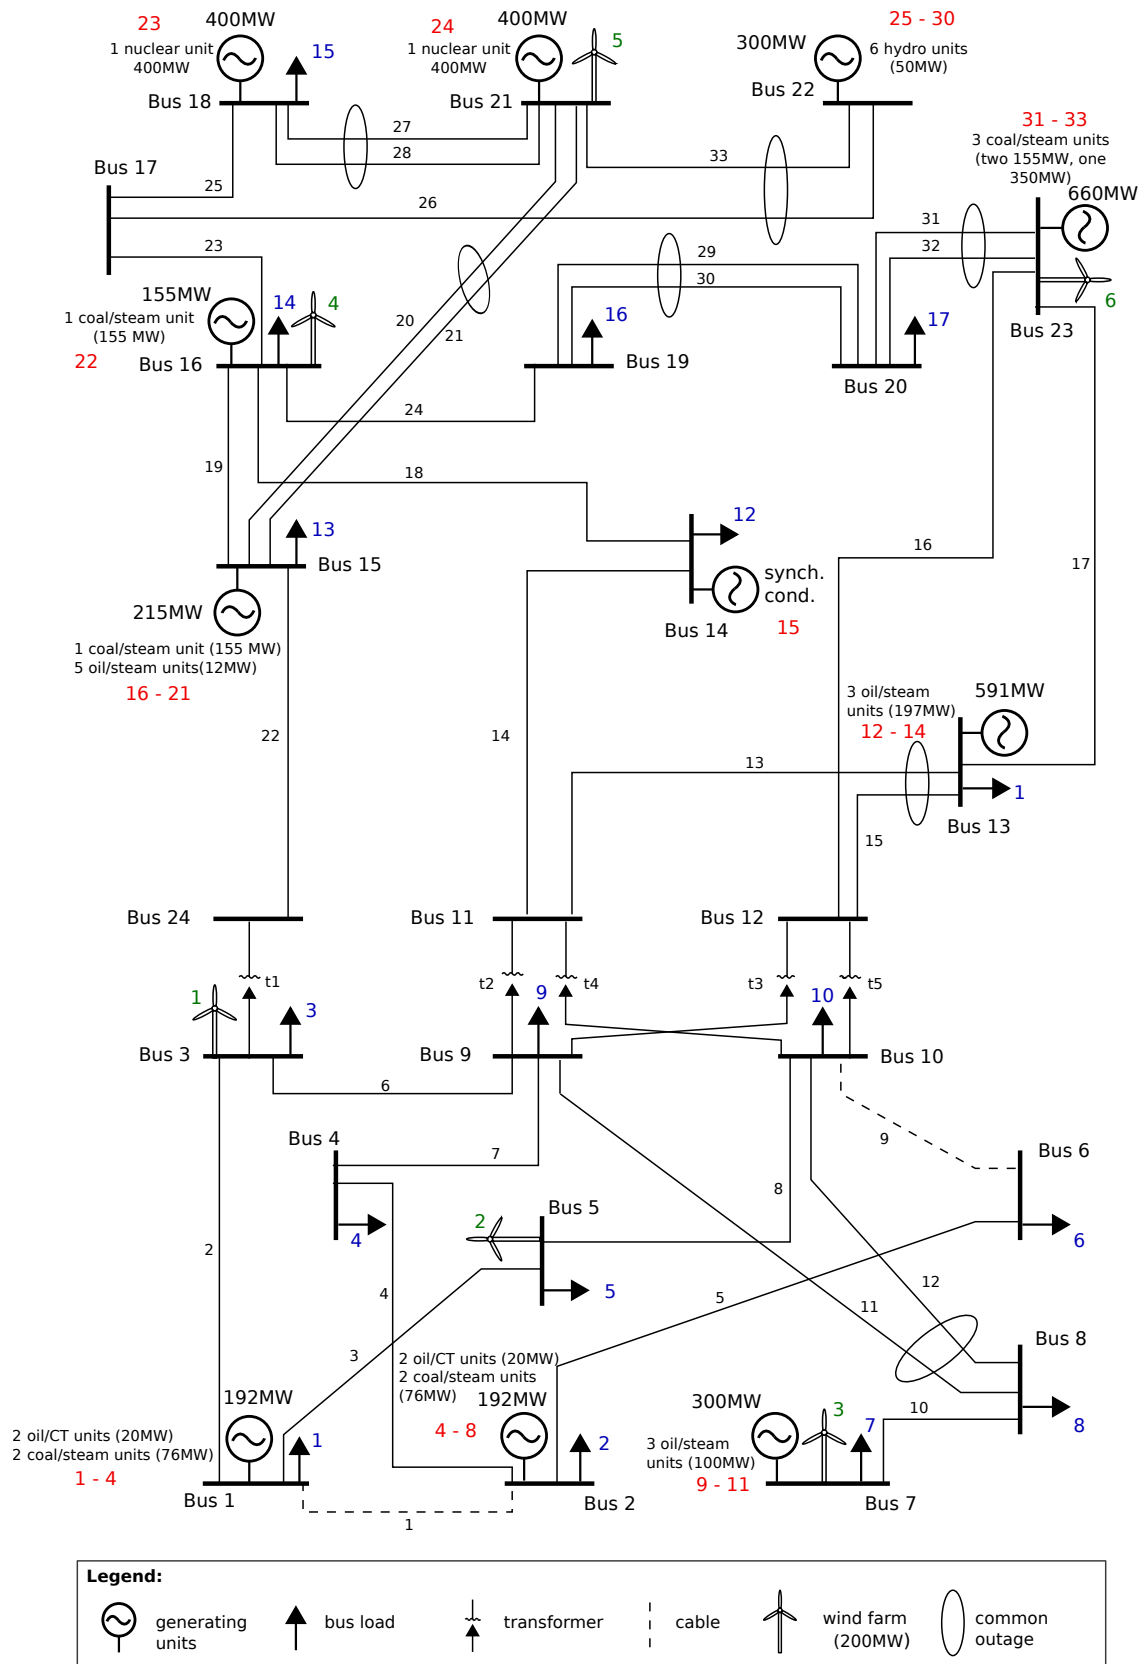 23
400MW
1 nuclear unit
400MW
15
Bus 18
24
400MW
1 nuclear unit
400MW
5
Bus 21
25 - 30
300MW
6 hydro units
(50MW)
Bus 22
27
28
33
31 - 33
3 coal/steam units
(two 155MW, one
350MW)
660MW
Bus 17
25
26
23
31
32
29
30
6
Bus 23
155MW
14
4
1 coal/steam unit
(155 MW)
22
Bus 16
20
21
16
Bus 19
17
Bus 20
24
19
18
13
Bus 15
12
synch.
cond.
Bus 14
15
16
17
215MW
1 coal/steam unit (155 MW)
5 oil/steam units(12MW)
16 - 21
3 oil/steam
units (197MW)
12 - 14
591MW
22
14
13
1
Bus 13
15
Bus 24
Bus 11
Bus 12
t1
t2
t4
t3
t5
1
3
9
10
Bus 3
Bus 9
Bus 10
6
Bus 4
7
9
Bus 6
8
2
Bus 5
4
6
2
5
12
4
5
11
3
Bus 8
2 oil/CT units (20MW)
2 coal/steam units
(76MW)
192MW
4 - 8
192MW
300MW
3
7
10
8
2 oil/CT units (20MW)
2 coal/steam units (76MW)
1 - 4
1
2
3 oil/steam
units (100MW)
9 - 11
Bus 1
Bus 2
Bus 7
1
Legend:
generating
units
bus load
transformer
cable
wind farm
(200MW)
common
outage